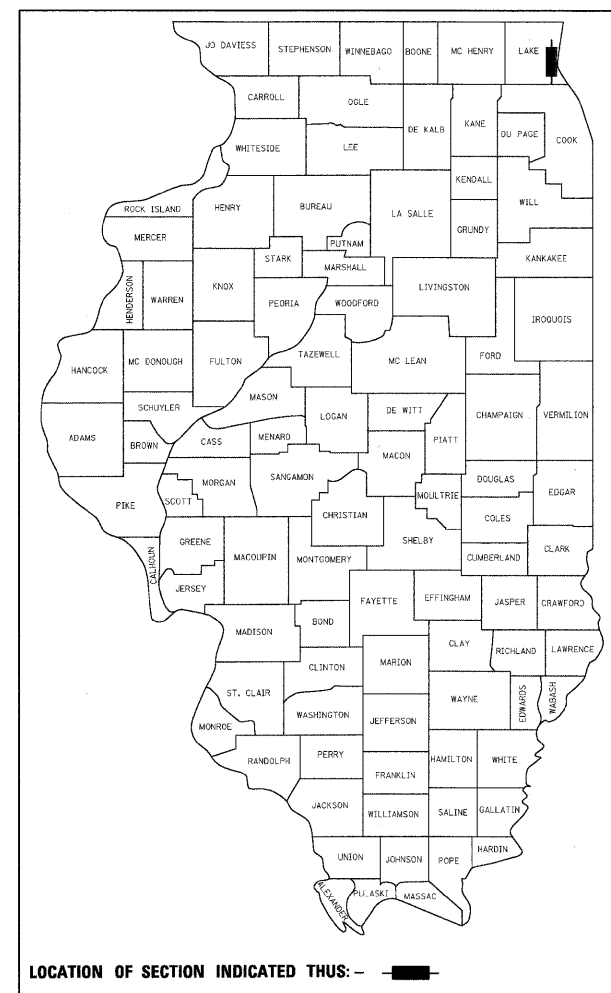 JO DAVIESS STEPHENSON WINNEBAGO BOONE MC HENRY LAKE
CARROLL OGLE DE KALB KANE DU PAGE COOK
WHITESIDE LEE
KENDALL WILL
ROCK ISLAND HENRY BUREAU LA SALLE GRUNDY
MERCER PUTNAM
STARK MARSHALL KANKAKEE
HENDERSON WARREN KNOX PEORIA WOODFORD LIVINGSTON IROQUOIS
HANCOCK MC DONOUGH FULTON TAZEWELL MC LEAN FORD
SCHUYLER MASON LOGAN DE WITT CHAMPAIGN VERMILION
ADAMS BROWN CASS MENARD MACON PIATT
MORGAN SANGAMON DOUGLAS
PIKE SCOTT CHRISTIAN MOULTRIE COLES EDGAR
CALHOUN GREENE MACOUPIN MONTGOMERY SHELBY CUMBERLAND CLARK
JERSEY FAYETTE EFFINGHAM JASPER CRAWFORD
MADISON BOND CLAY RICHLAND LAWRENCE
CLINTON MARION
ST. CLAIR WAYNE EDWARDS WABASH
MONROE WASHINGTON JEFFERSON
RANDOLPH PERRY HAMILTON WHITE
FRANKLIN
JACKSON WILLIAMSON SALINE GALLATIN
UNION JOHNSON POPE HARDIN
ALEXANDER PULASKI MASSAC
LOCATION OF SECTION INDICATED THUS: –